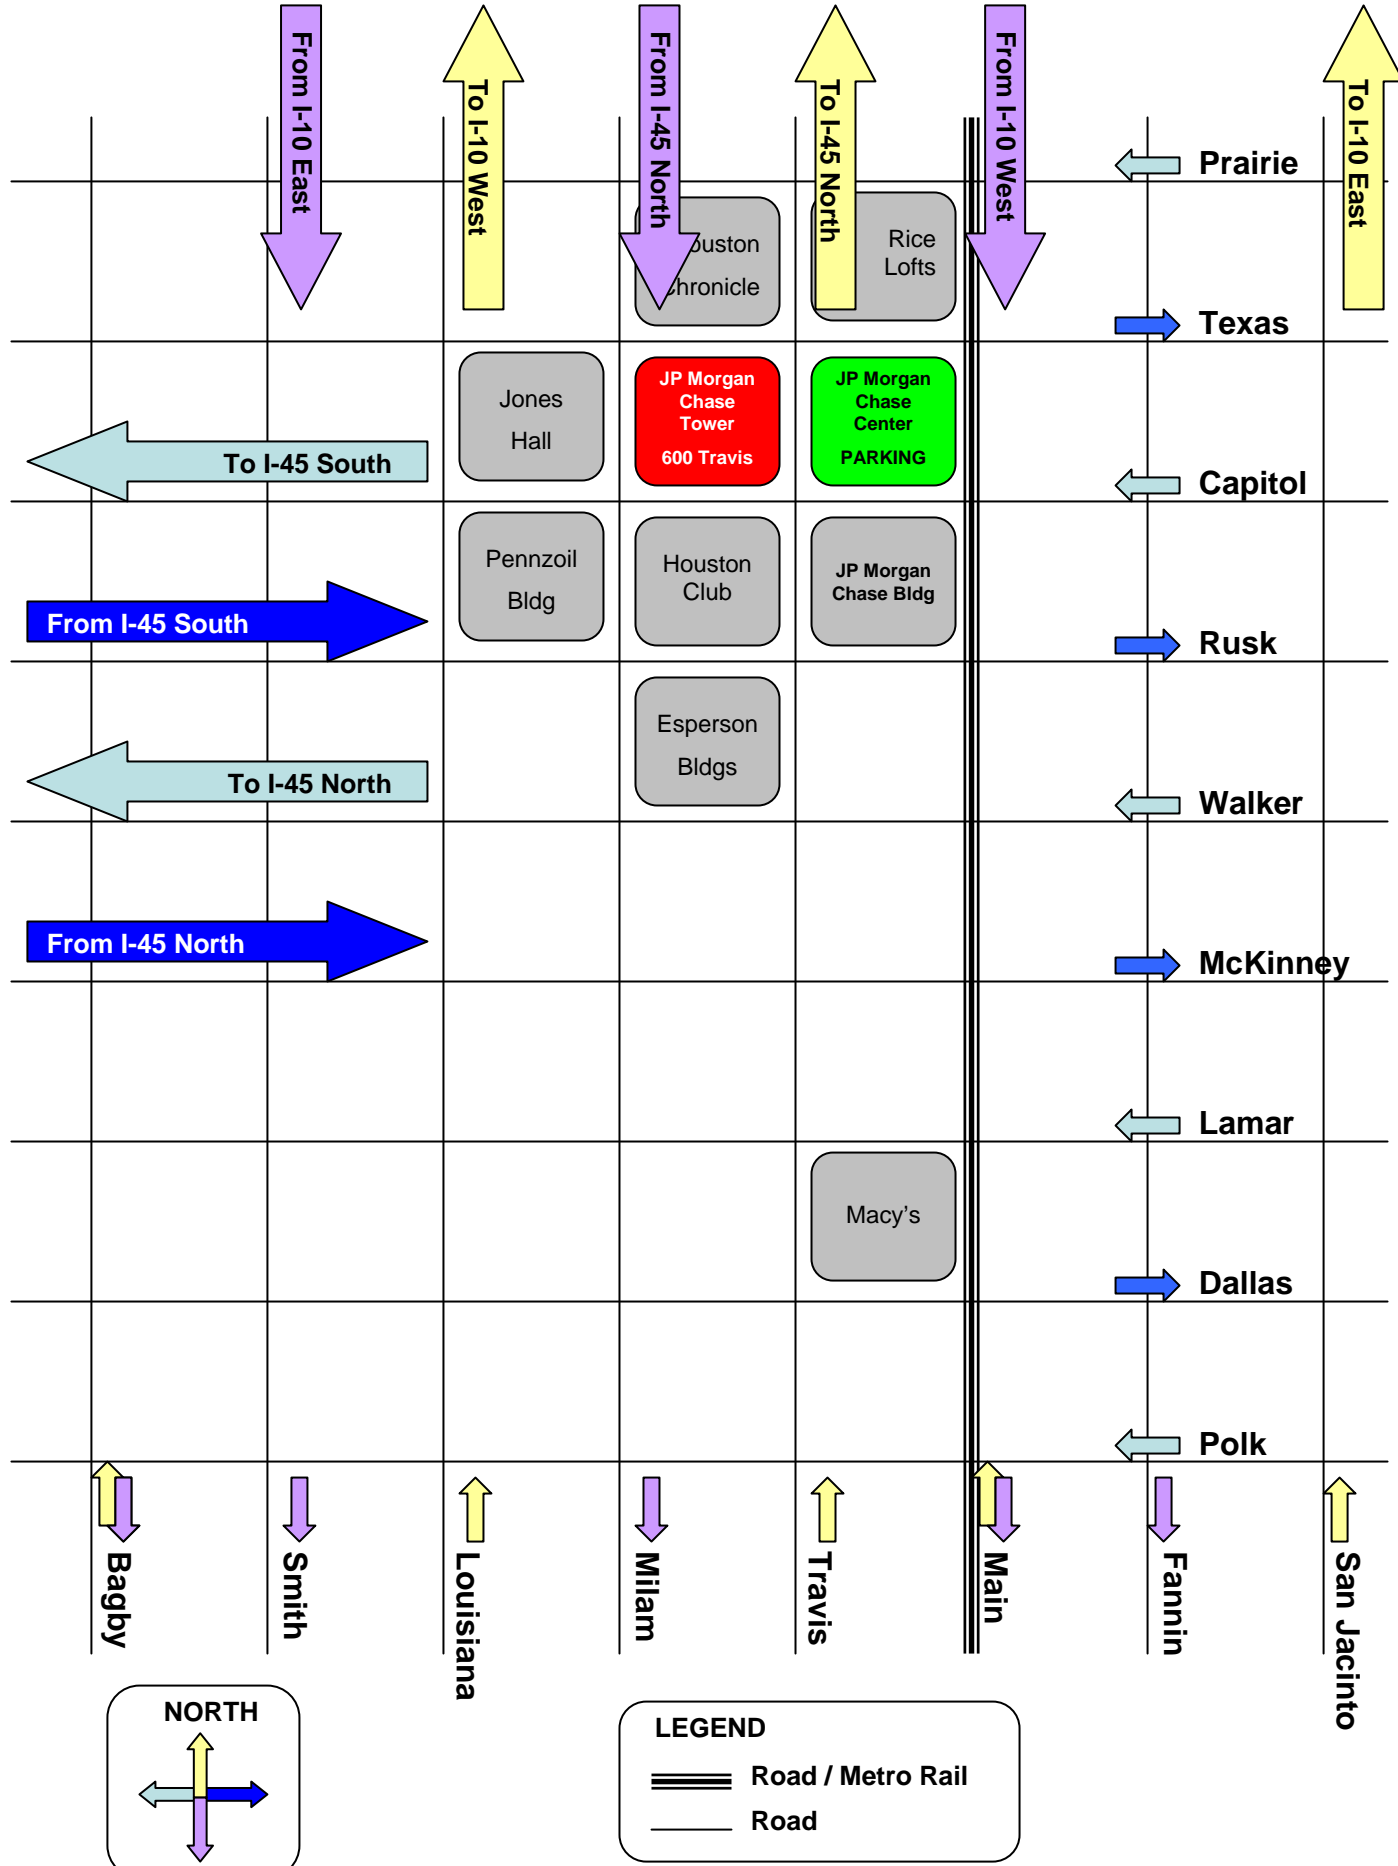 From I-10 East
To I-10 West
From I-45 North
To I-45 North
From I-10 West
To I-10 East
Prairie
ouston
hronicle
Rice
Lofts
Texas
Jones
Hall
JP Morgan
Chase
Tower
600 Travis
JP Morgan
Chase
Center
PARKING
To I-45 South
Capitol
Pennzoil
Bldg
Houston
Club
JP Morgan
Chase Bldg
From I-45 South
Rusk
Esperson
Bldgs
To I-45 North
Walker
From I-45 North
McKinney
Lamar
Macy's
Dallas
Polk
Bagby
Smith
Louisiana
Milam
Travis
Main
Fannin
San Jacinto
NORTH
LEGEND
Road / Metro Rail
Road